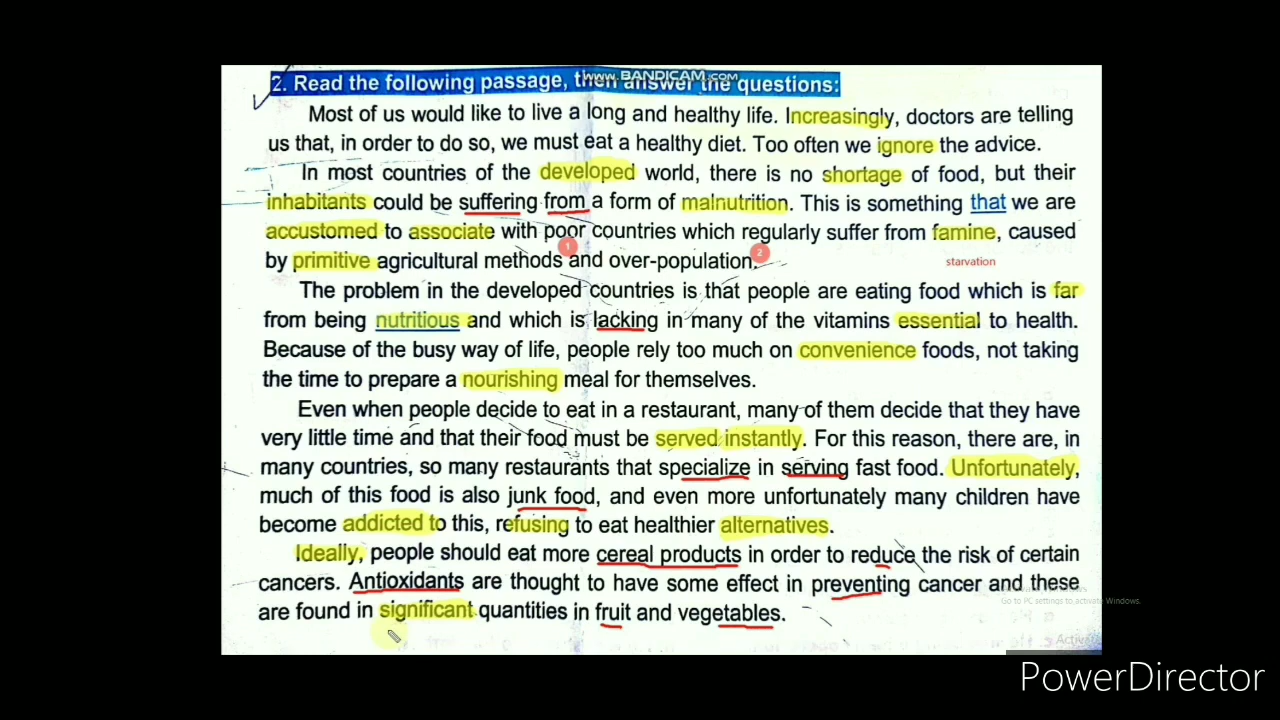 www.BANDICAM.com
2. Read the following passage, then answer the questions:
Most of us would like to live a long and healthy life. Increasingly, doctors are telling
us that, in order to do so, we must eat a healthy diet. Too often we ignore the advice.
In most countries of the developed world, there is no shortage of food, but their
inhabitants could be suffering from a form of malnutrition. This is something that we are
accustomed to associate with poor countries which regularly suffer from famine, caused
1
2
by primitive agricultural methods and over-population.
starvation
The problem in the developed countries is that people are eating food which is far
from being nutritious and which is lacking in many of the vitamins essential to health.
Because of the busy way of life, people rely too much on convenience foods, not taking
the time to prepare a nourishing meal for themselves.
Even when people decide to eat in a restaurant, many of them decide that they have
very little time and that their food must be served instantly. For this reason, there are, in
many countries, so many restaurants that specialize in serving fast food. Unfortunately,
much of this food is also junk food, and even more unfortunately many children have
become addicted to this, refusing to eat healthier alternatives.
Ideally, people should eat more cereal products in order to reduce the risk of certain
cancers. Antioxidants are thought to have some effect in preventing cancer and these
are found in significant quantities in fruit and vegetables.
Go to PC settings to activate Windows.
PowerDirector